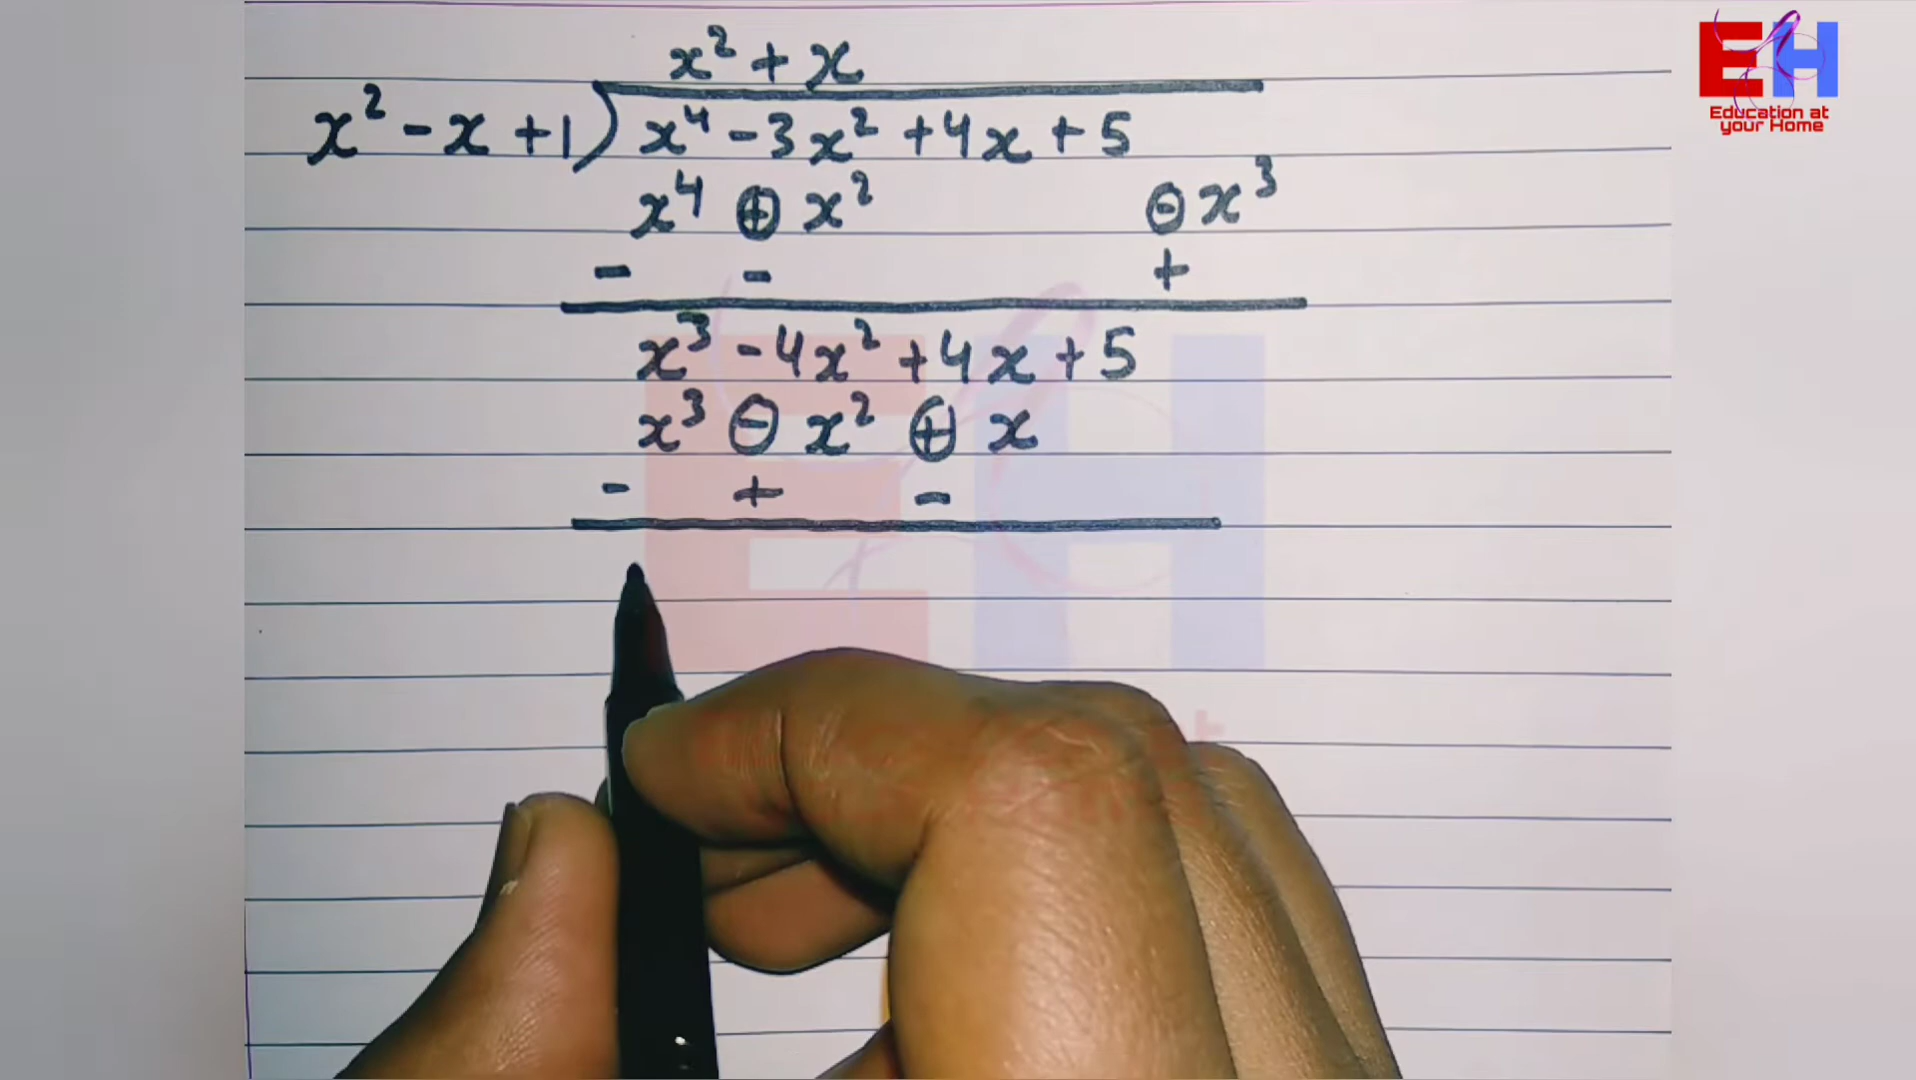 x² + x
x² - x + 1 ) x⁴ - 3x² + 4x + 5
x⁴ ⊕ x² ⊖ x³
- - +
x³ - 4x² + 4x + 5
x³ ⊖ x² ⊕ x
- + -
EH
Education at
your Home